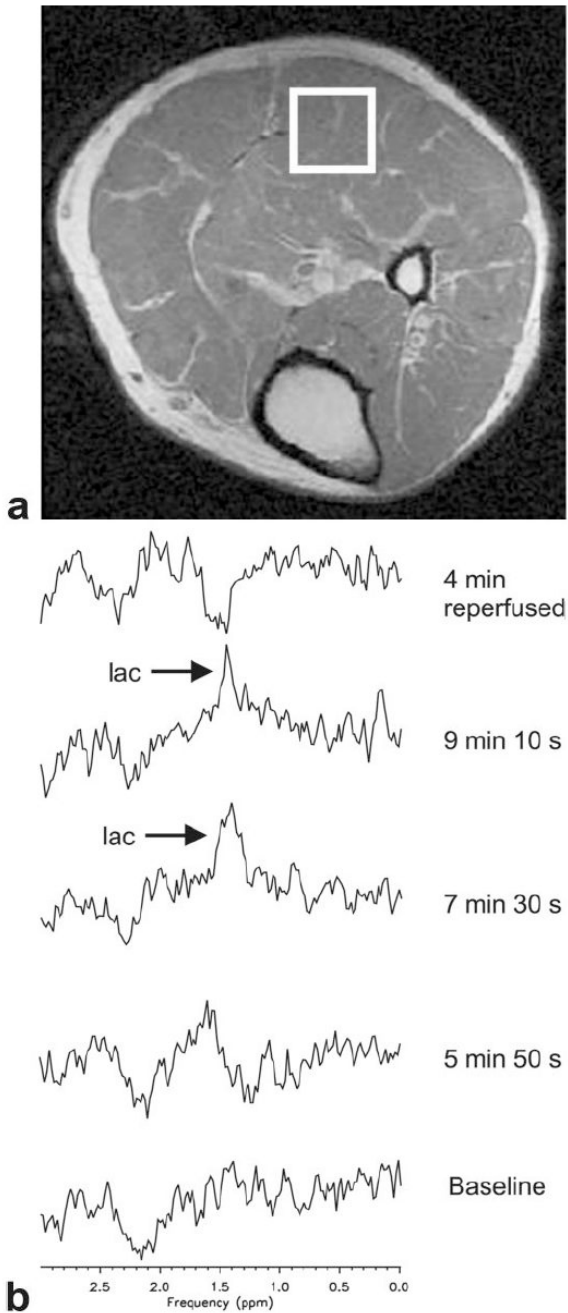 a
4 min
reperfused
lac
9 min 10 s
lac
7 min 30 s
5 min 50 s
Baseline
2.5 2.0 1.5 1.0 0.5 0.0
Frequency (ppm)
b